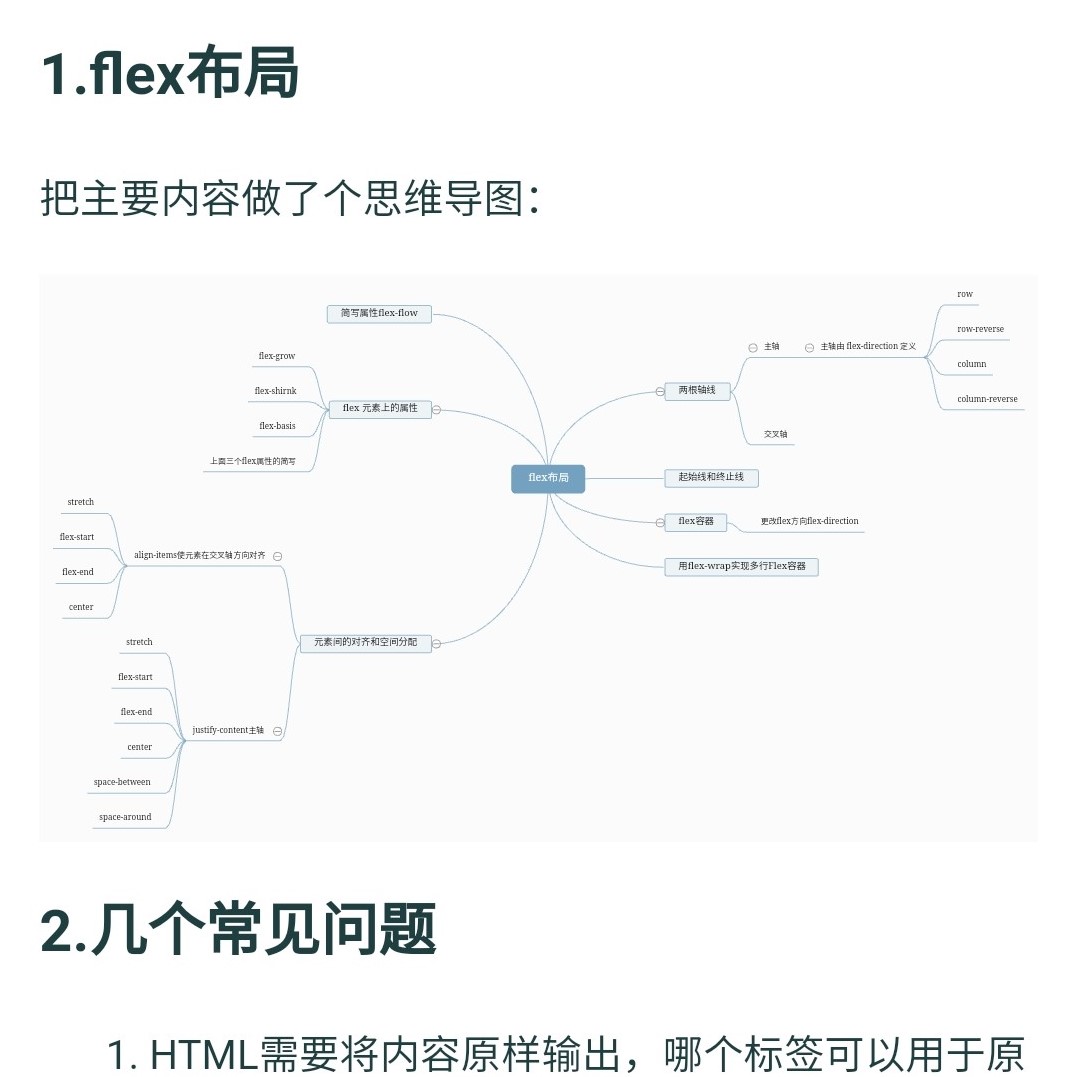 1.flex布局
把主要内容做了个思维导图：
flex布局
简写属性flex-flow
flex 元素上的属性
flex-grow
flex-shirnk
flex-basis
上面三个flex属性的简写
元素间的对齐和空间分配
align-items使元素在交叉轴方向对齐
stretch
flex-start
flex-end
center
justify-content主轴
stretch
flex-start
flex-end
center
space-between
space-around
两根轴线
主轴
主轴由 flex-direction 定义
row
row-reverse
column
column-reverse
交叉轴
起始线和终止线
flex容器
更改flex方向flex-direction
用flex-wrap实现多行Flex容器
2.几个常见问题
1. HTML需要将内容原样输出，哪个标签可以用于原